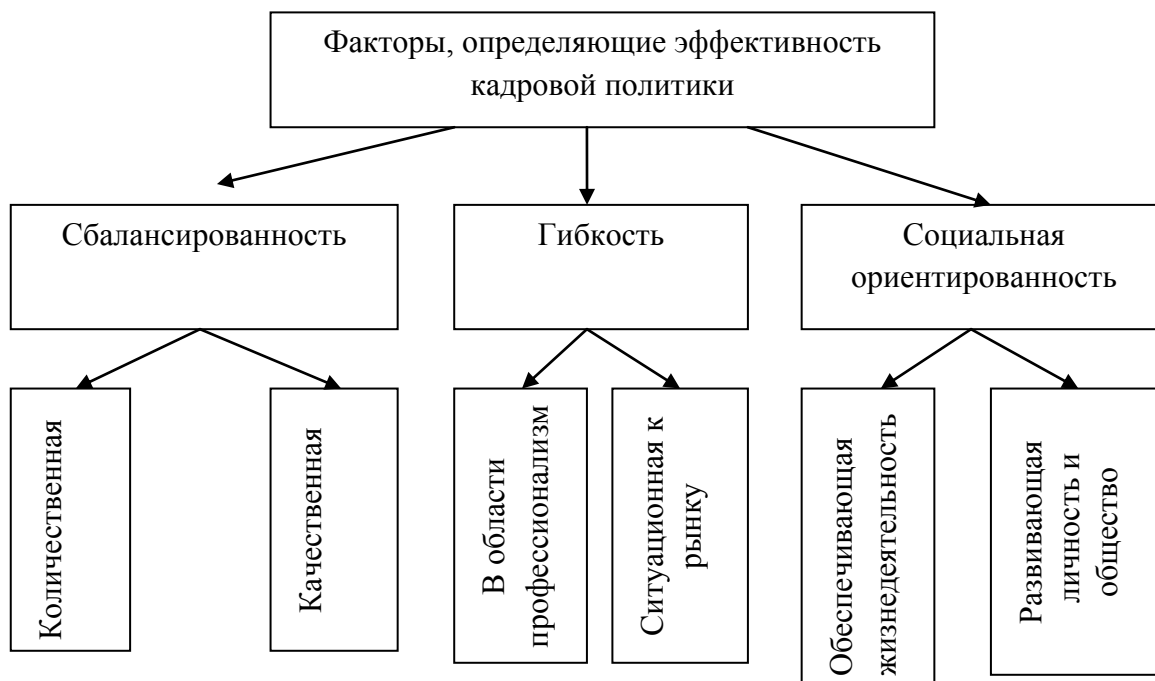 Факторы, определяющие эффективность
кадровой политики
Сбалансированность
Гибкость
Социальная
ориентированность
Количественная
Качественная
В области
профессионализм
Ситуационная к
рынку
Обеспечивающая
жизнедеятельность
Развивающая
личность и
общество